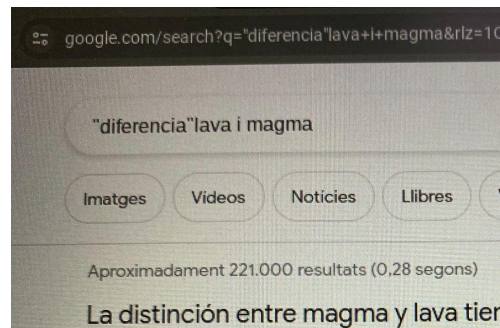 google.com/search?q="diferencia"lava+i+magma&rlz=1C
"diferencia"lava i magma
Imatges Vídeos Notícies Llibres
Aproximadament 221.000 resultats (0,28 segons)
La distinción entre magma y lava tien